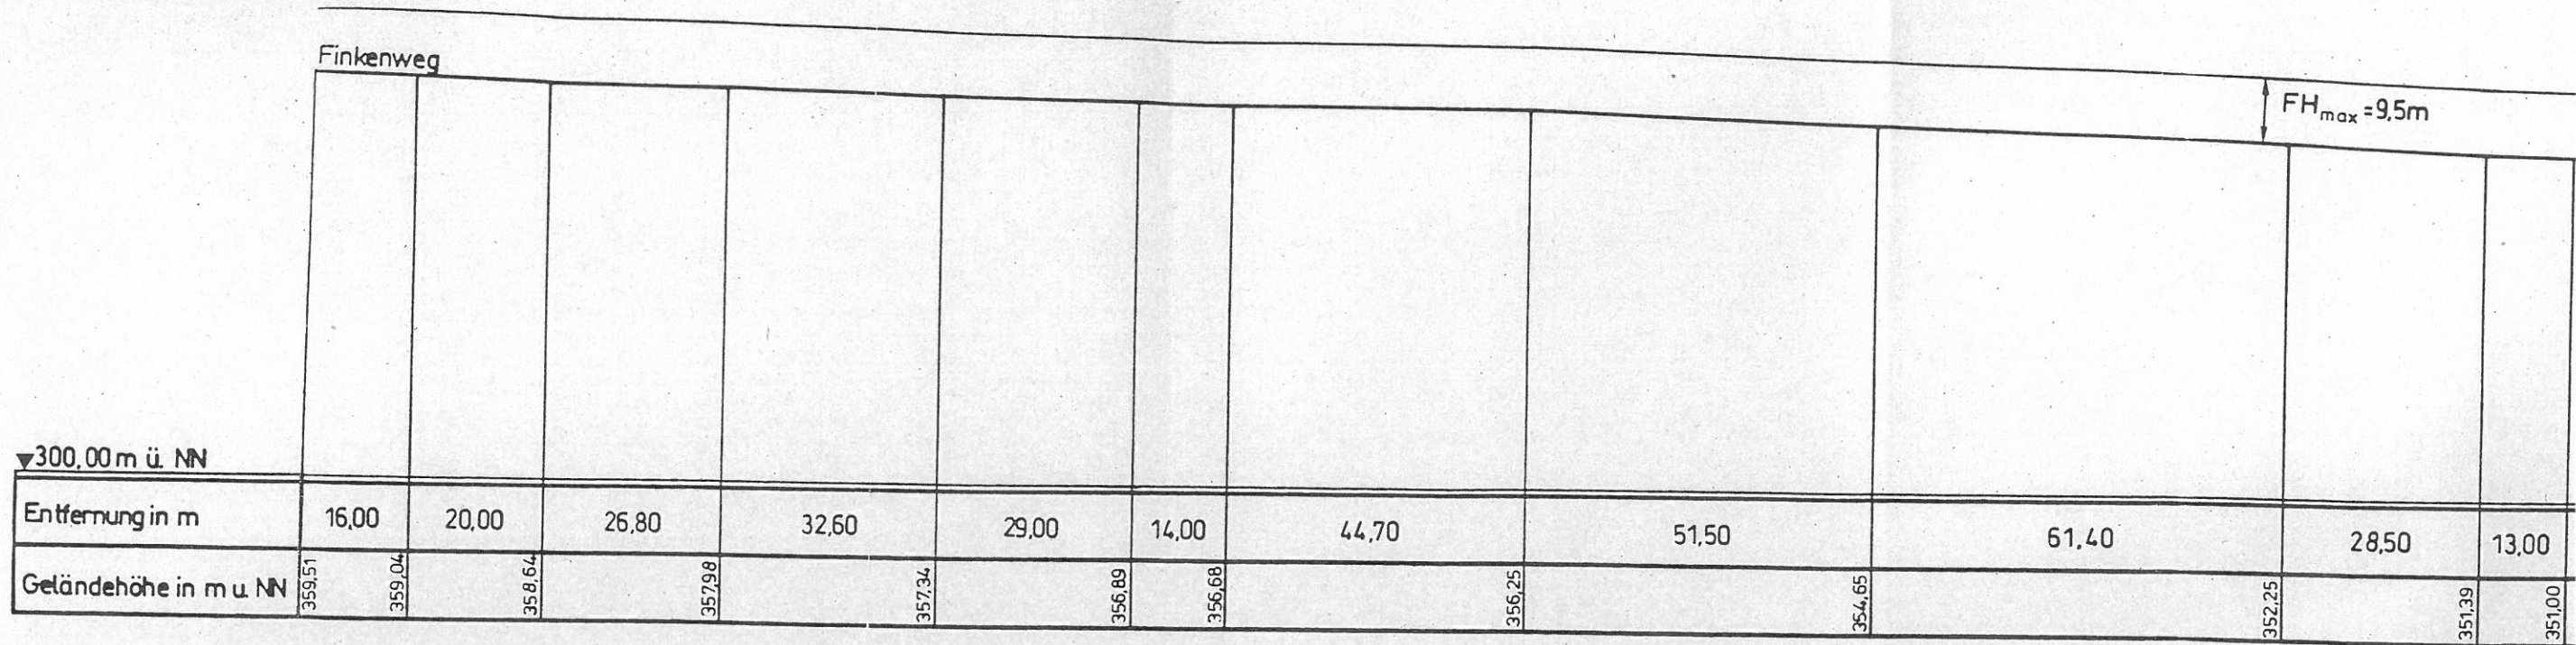 Finkenweg
FHmax=9,5m
300,00 m ü. NN
Entfernung in m 16,00 20,00 26,80 32,60 29,00 14,00 44,70 51,50 61,40 28,50 13,00
Geländehöhe in m u. NN 359,51 359,04 358,64 357,98 357,34 356,89 356,68 356,25 354,65 352,25 351,39 351,00